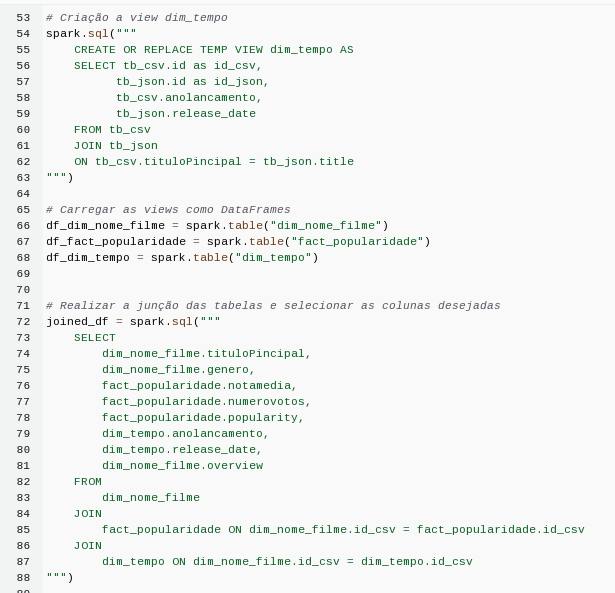 53 # Criação a view dim_tempo
54 spark.sql("""
55     CREATE OR REPLACE TEMP VIEW dim_tempo AS
56     SELECT tb_csv.id as id_csv,
57           tb_json.id as id_json,
58           tb_csv.anolancamento,
59           tb_json.release_date
60     FROM tb_csv
61     JOIN tb_json
62     ON tb_csv.tituloPincipal = tb_json.title
63 """)
64
65 # Carregar as views como DataFrames
66 df_dim_nome_filme = spark.table("dim_nome_filme")
67 df_fact_popularidade = spark.table("fact_popularidade")
68 df_dim_tempo = spark.table("dim_tempo")
69
70
71 # Realizar a junção das tabelas e selecionar as colunas desejadas
72 joined_df = spark.sql("""
73     SELECT
74         dim_nome_filme.tituloPincipal,
75         dim_nome_filme.genero,
76         fact_popularidade.notamedia,
77         fact_popularidade.numerovotos,
78         fact_popularidade.popularity,
79         dim_tempo.anolancamento,
80         dim_tempo.release_date,
81         dim_nome_filme.overview
82     FROM
83         dim_nome_filme
84     JOIN
85         fact_popularidade ON dim_nome_filme.id_csv = fact_popularidade.id_csv
86     JOIN
87         dim_tempo ON dim_nome_filme.id_csv = dim_tempo.id_csv
88 """)